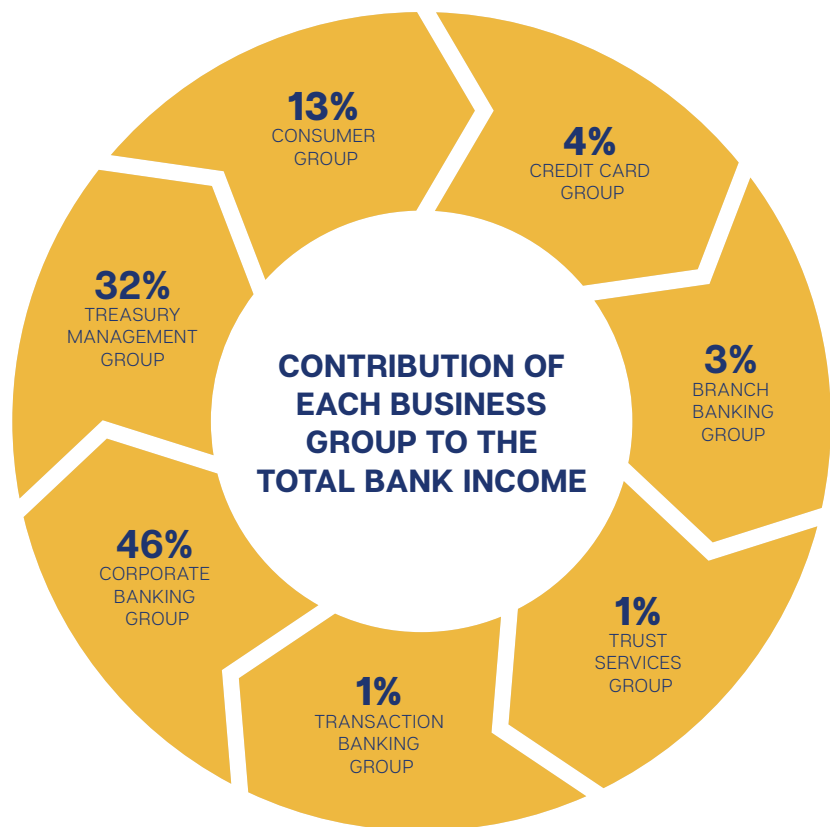 CONTRIBUTION OF
EACH BUSINESS
GROUP TO THE
TOTAL BANK INCOME
13%
CONSUMER
GROUP
4%
CREDIT CARD
GROUP
3%
BRANCH
BANKING
GROUP
1%
TRUST
SERVICES
GROUP
1%
TRANSACTION
BANKING
GROUP
46%
CORPORATE
BANKING
GROUP
32%
TREASURY
MANAGEMENT
GROUP